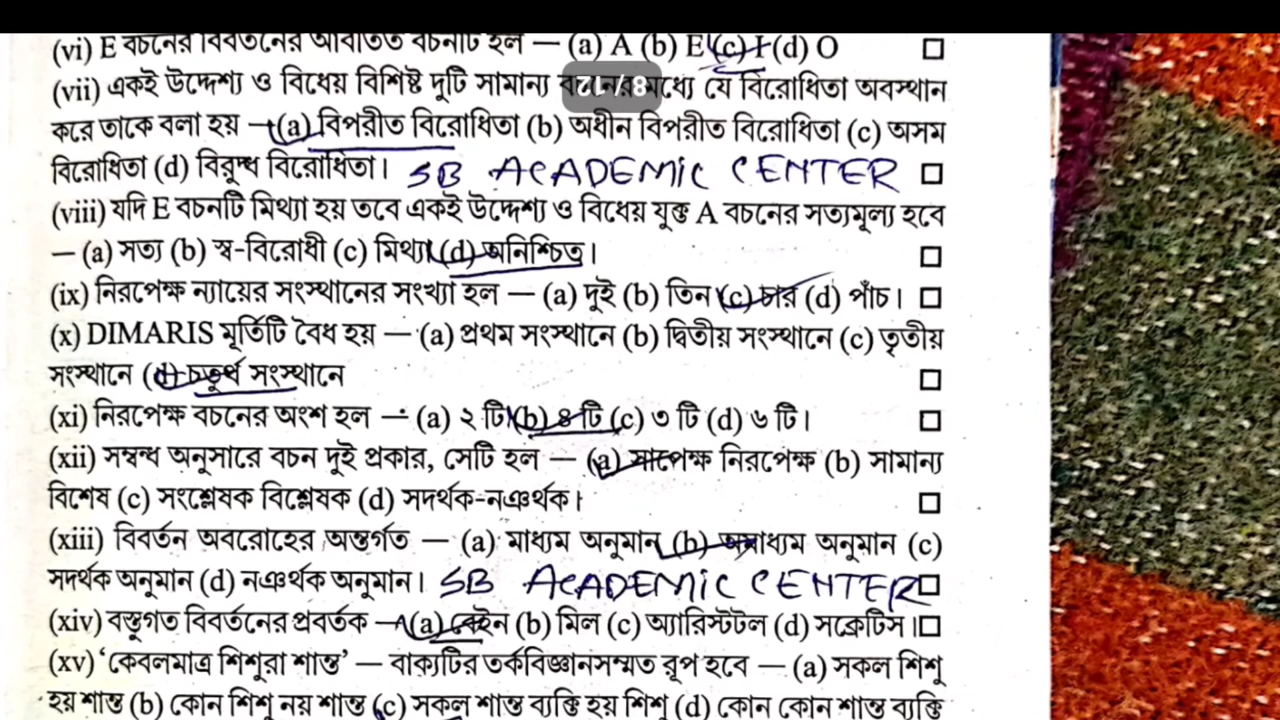 (vi) E বচনের বিবর্তনের আবর্তিত বচনটি হল — (a) A (b) E (c) I (d) O
(vii) একই উদ্দেশ্য ও বিধেয় বিশিষ্ট দুটি সামান্য বচনের মধ্যে যে বিরোধিতা অবস্থান
8/12
করে তাকে বলা হয় — (a) বিপরীত বিরোধিতা (b) অধীন বিপরীত বিরোধিতা (c) অসম
বিরোধিতা (d) বিরুদ্ধ বিরোধিতা। SB ACADEMIC CENTER
(viii) যদি E বচনটি মিথ্যা হয় তবে একই উদ্দেশ্য ও বিধেয় যুক্ত A বচনের সত্যমূল্য হবে
— (a) সত্য (b) স্ব-বিরোধী (c) মিথ্যা (d) অনিশ্চিত।
(ix) নিরপেক্ষ ন্যায়ের সংস্থানের সংখ্যা হল — (a) দুই (b) তিন (c) চার (d) পাঁচ।
(x) DIMARIS মূর্তিটি বৈধ হয় — (a) প্রথম সংস্থানে (b) দ্বিতীয় সংস্থানে (c) তৃতীয়
সংস্থানে (d) চতুর্থ সংস্থানে
(xi) নিরপেক্ষ বচনের অংশ হল — (a) ২ টি (b) ৪ টি (c) ৩ টি (d) ৬ টি।
(xii) সম্বন্ধ অনুসারে বচন দুই প্রকার, সেটি হল — (a) সাপেক্ষ নিরপেক্ষ (b) সামান্য
বিশেষ (c) সংশ্লেষক বিশ্লেষক (d) সদর্থক-নঞর্থক।
(xiii) বিবর্তন অবরোহের অন্তর্গত — (a) মাধ্যম অনুমান (b) অমাধ্যম অনুমান (c)
সদর্থক অনুমান (d) নঞর্থক অনুমান। SB ACADEMIC CENTER
(xiv) বস্তুগত বিবর্তনের প্রবর্তক — (a) বেইন (b) মিল (c) অ্যারিস্টটল (d) সক্রেটিস।
(xv) ‘কেবলমাত্র শিশুরা শান্ত’ — বাক্যটির তর্কবিজ্ঞানসম্মত রূপ হবে — (a) সকল শিশু
হয় শান্ত (b) কোন শিশু নয় শান্ত (c) সকল শান্ত ব্যক্তি হয় শিশু (d) কোন কোন শান্ত ব্যক্তি